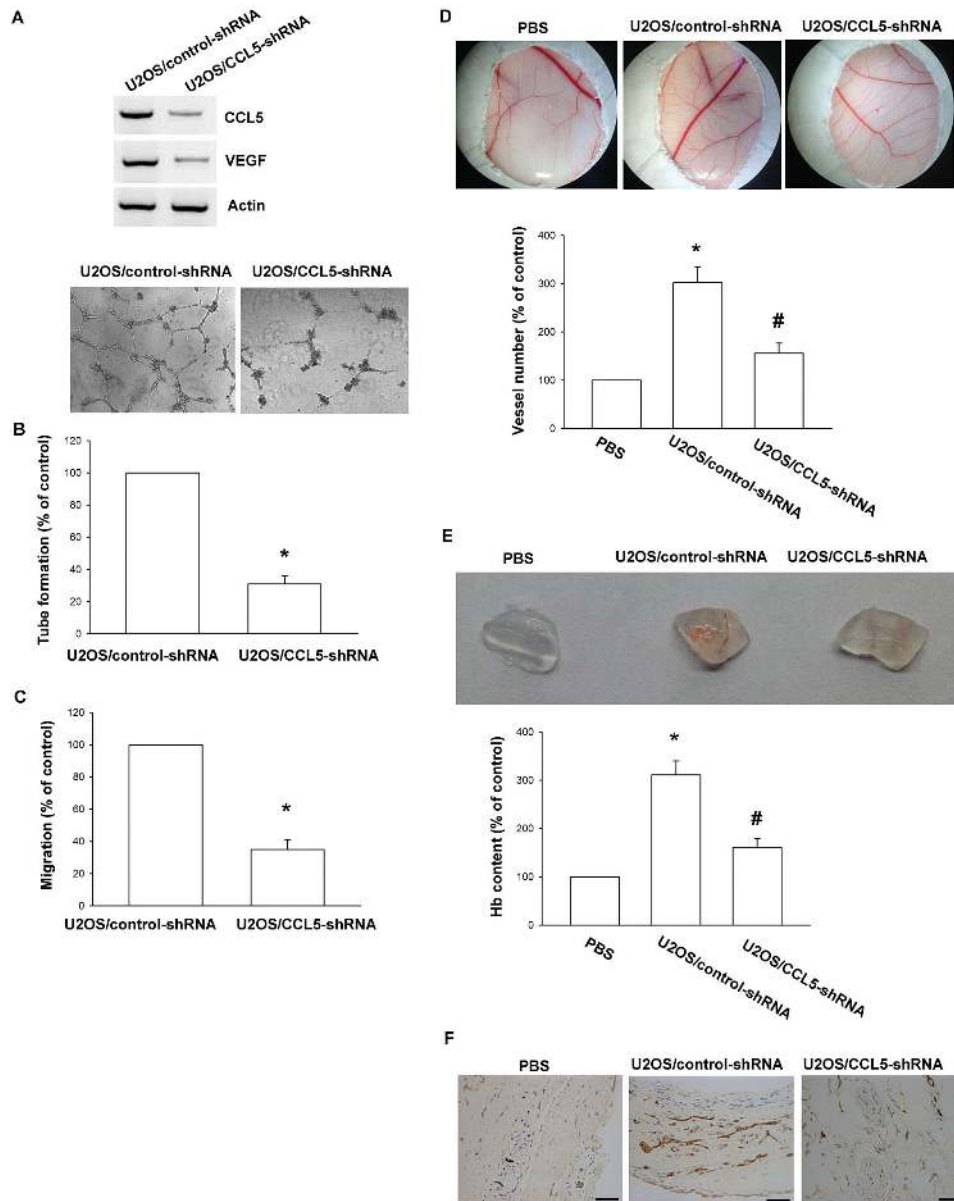 A
U2OS/control-shRNA
U2OS/CCL5-shRNA
CCL5
VEGF
Actin
U2OS/control-shRNA U2OS/CCL5-shRNA
B
Tube formation (% of control)
120
100
80
60
40
20
0
*
U2OS/control-shRNA U2OS/CCL5-shRNA
C
Migration (% of control)
120
100
80
60
40
20
0
*
U2OS/control-shRNA U2OS/CCL5-shRNA
D
PBS U2OS/control-shRNA U2OS/CCL5-shRNA
Vessel number (% of control)
400
300
200
100
0
*
#
PBS
U2OS/control-shRNA
U2OS/CCL5-shRNA
E
PBS U2OS/control-shRNA U2OS/CCL5-shRNA
Hb content (% of control)
400
300
200
100
0
*
#
PBS
U2OS/control-shRNA
U2OS/CCL5-shRNA
F
PBS U2OS/control-shRNA U2OS/CCL5-shRNA